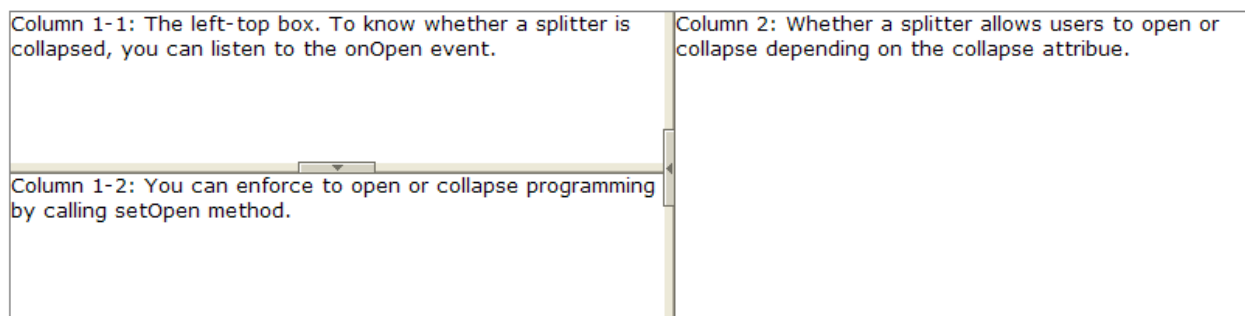 Column 1-1: The left-top box. To know whether a splitter is
collapsed, you can listen to the onOpen event.
Column 1-2: You can enforce to open or collapse programming
by calling setOpen method.
Column 2: Whether a splitter allows users to open or
collapse depending on the collapse attribue.